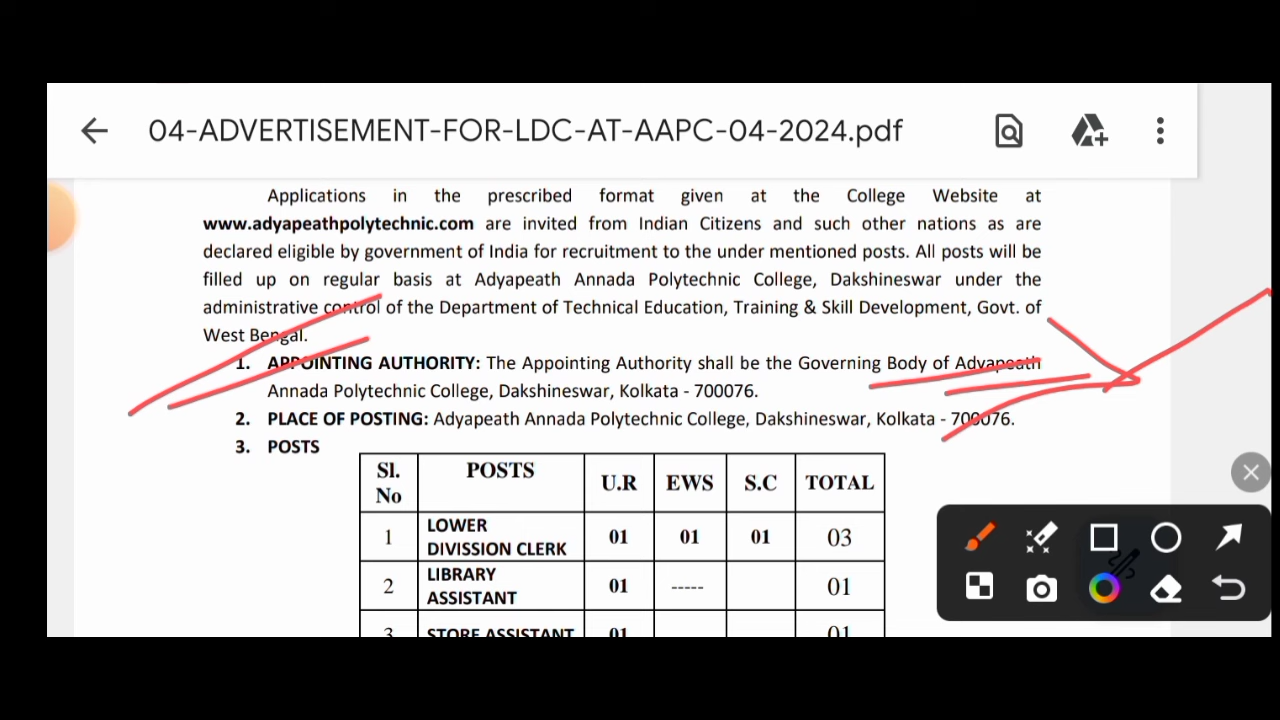 04-ADVERTISEMENT-FOR-LDC-AT-AAPC-04-2024.pdf
Applications in the prescribed format given at the College Website at
www.adyapeathpolytechnic.com are invited from Indian Citizens and such other nations as are
declared eligible by government of India for recruitment to the under mentioned posts. All posts will be
filled up on regular basis at Adyapeath Annada Polytechnic College, Dakshineswar under the
administrative control of the Department of Technical Education, Training & Skill Development, Govt. of
West Bengal.
1. APPOINTING AUTHORITY: The Appointing Authority shall be the Governing Body of Adyapeath
Annada Polytechnic College, Dakshineswar, Kolkata - 700076.
2. PLACE OF POSTING: Adyapeath Annada Polytechnic College, Dakshineswar, Kolkata - 700076.
3. POSTS
Sl. No POSTS U.R EWS S.C TOTAL
1 LOWER DIVISSION CLERK 01 01 01 03
2 LIBRARY ASSISTANT 01 ----- 01
3 STORE ASSISTANT 01 01